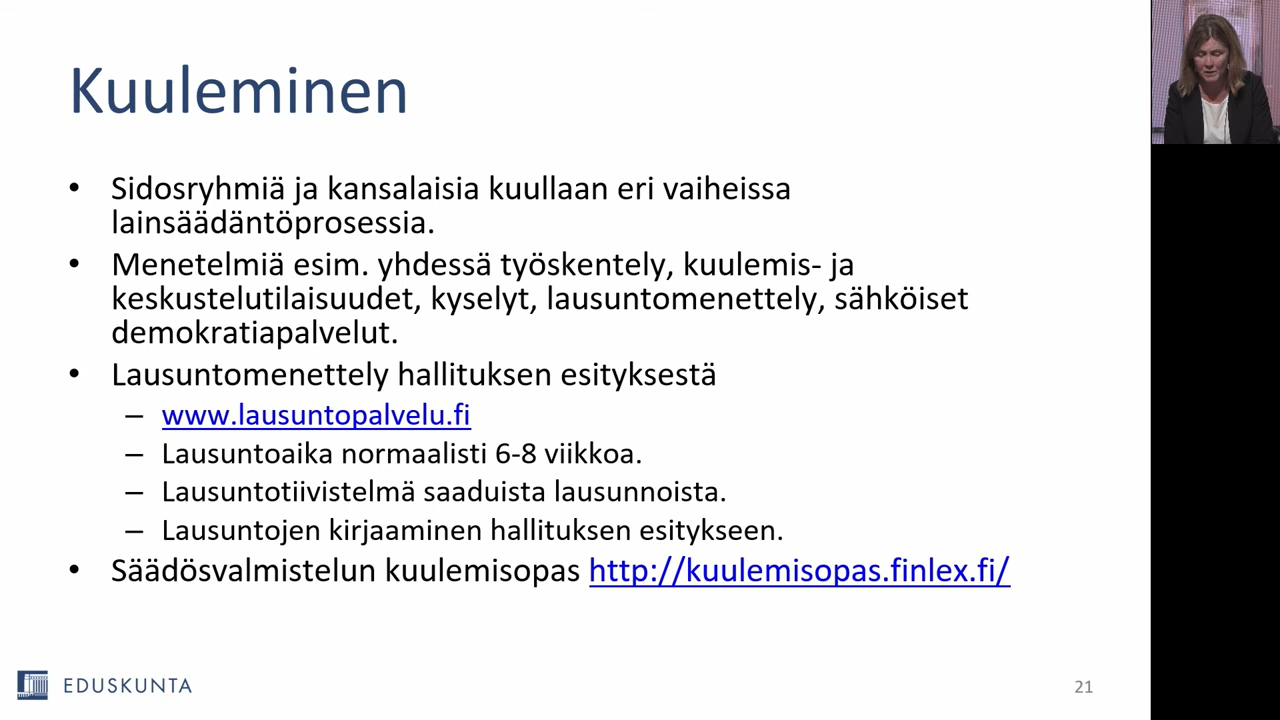 Kuuleminen
• Sidosryhmiä ja kansalaisia kuullaan eri vaiheissa
lainsäädäntöprosessia.
• Menetelmiä esim. yhdessä työskentely, kuulemis- ja
keskustelutilaisuudet, kyselyt, lausuntomenettely, sähköiset
demokratiapalvelut.
• Lausuntomenettely hallituksen esityksestä
– www.lausuntopalvelu.fi
– Lausuntoaika normaalisti 6-8 viikkoa.
– Lausuntotiivistelmä saaduista lausunnoista.
– Lausuntojen kirjaaminen hallituksen esitykseen.
• Säädösvalmistelun kuulemisopas http://kuulemisopas.finlex.fi/
EDUSKUNTA
21